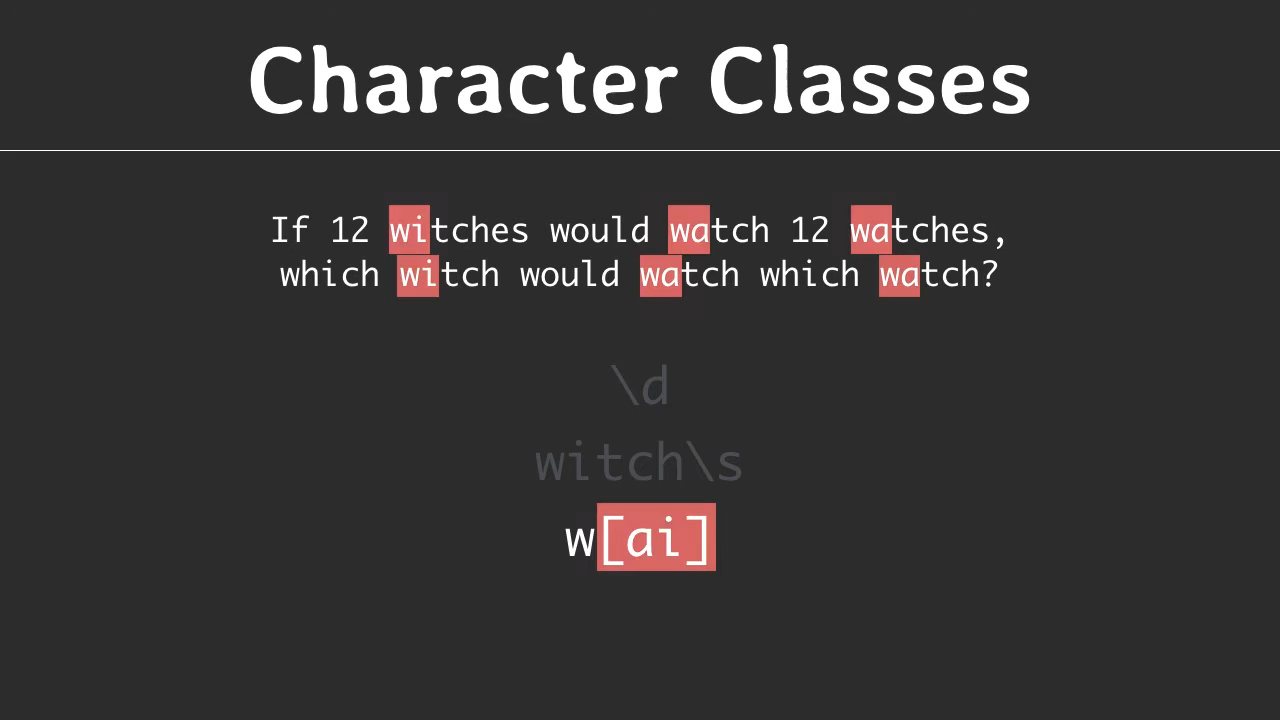 Character Classes
If 12 witches would watch 12 watches,
which witch would watch which watch?
\d
witch\s
w[ai]